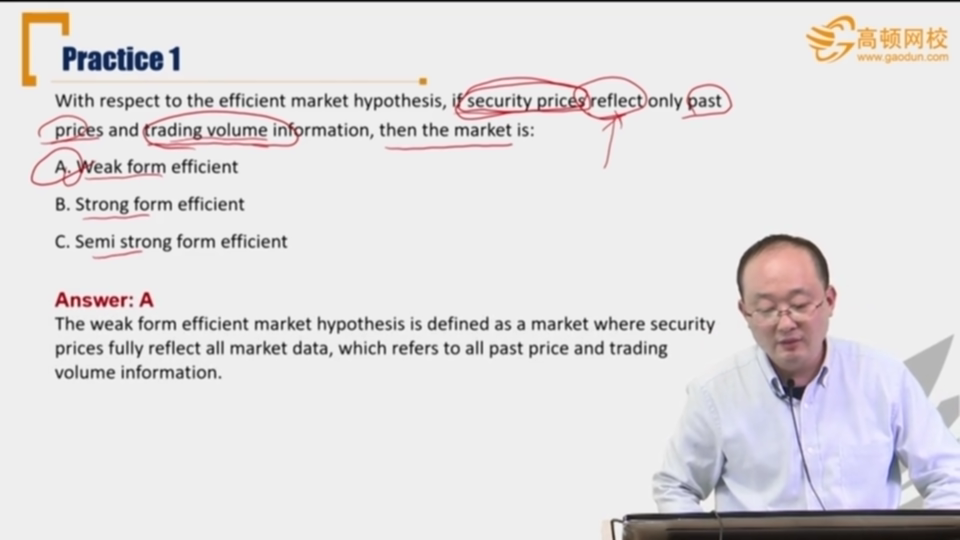 高顿网校
www.gaodun.com
Practice 1
With respect to the efficient market hypothesis, if security prices reflect only past
prices and trading volume information, then the market is:
A. Weak form efficient
B. Strong form efficient
C. Semi strong form efficient
Answer: A
The weak form efficient market hypothesis is defined as a market where security
prices fully reflect all market data, which refers to all past price and trading
volume information.